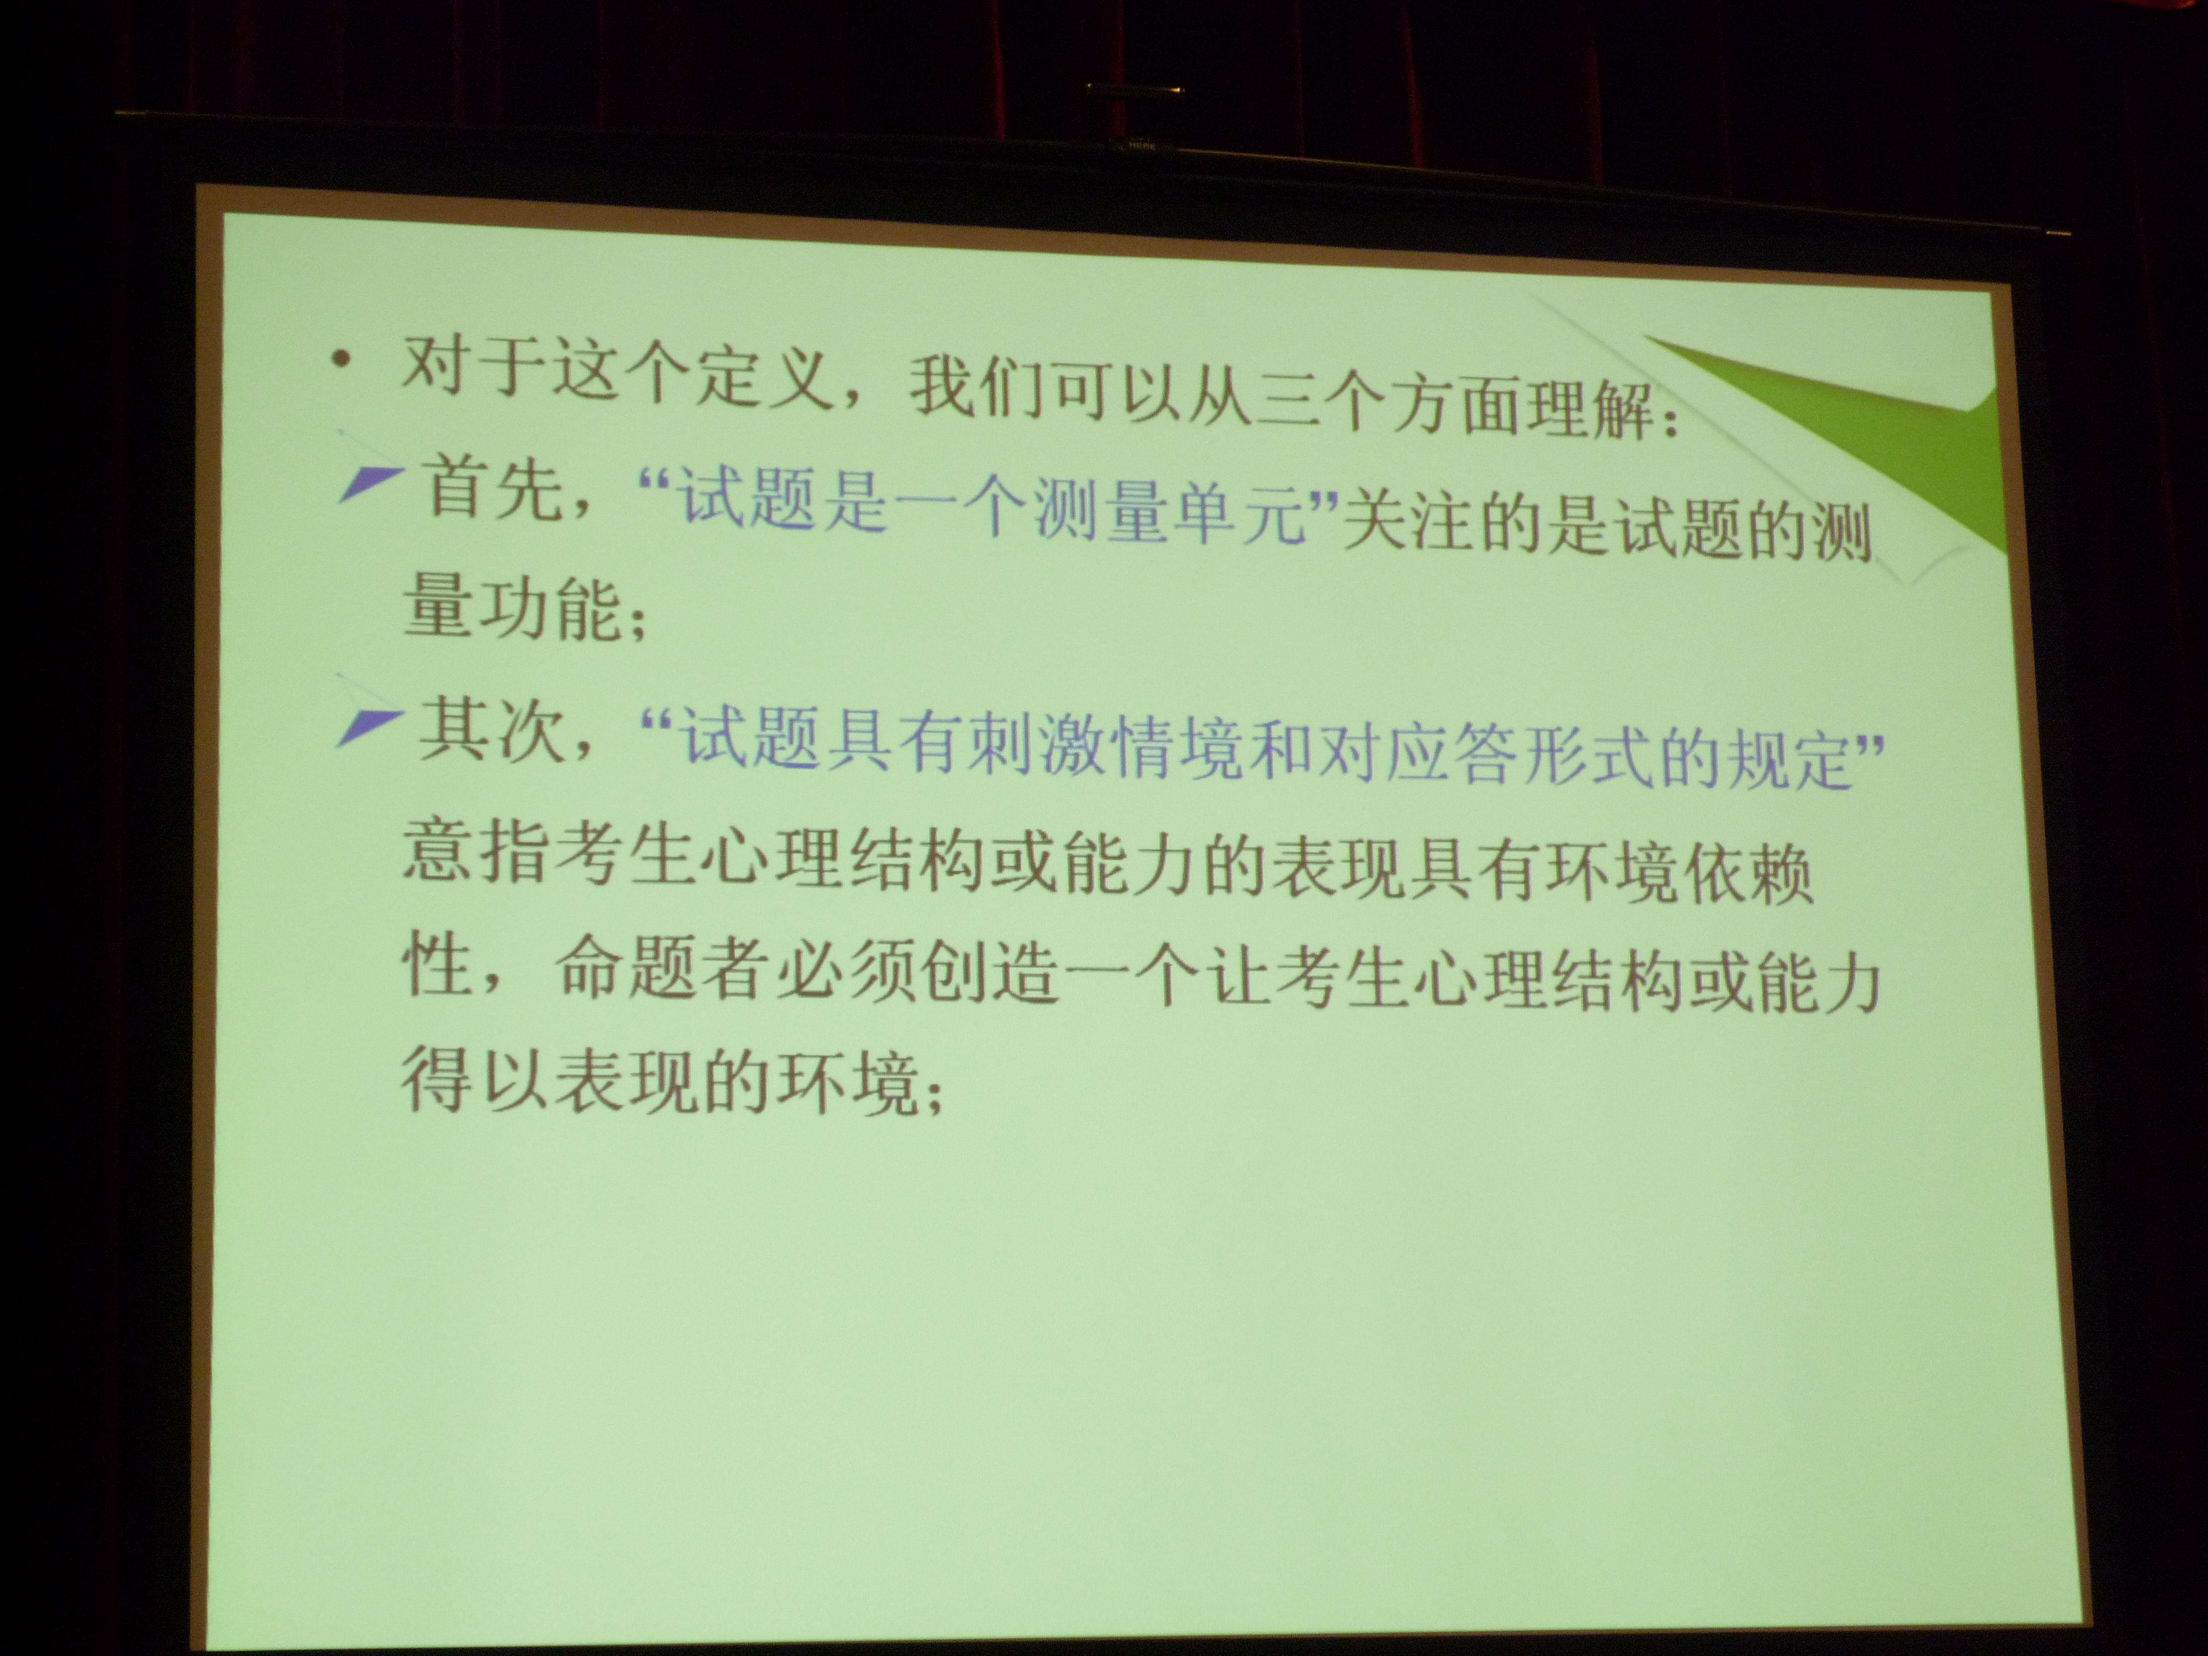 • 对于这个定义，我们可以从三个方面理解：
首先，“试题是一个测量单元”关注的是试题的测
量功能；
其次，“试题具有刺激情境和对应答形式的规定”
意指考生心理结构或能力的表现具有环境依赖
性，命题者必须创造一个让考生心理结构或能力
得以表现的环境；